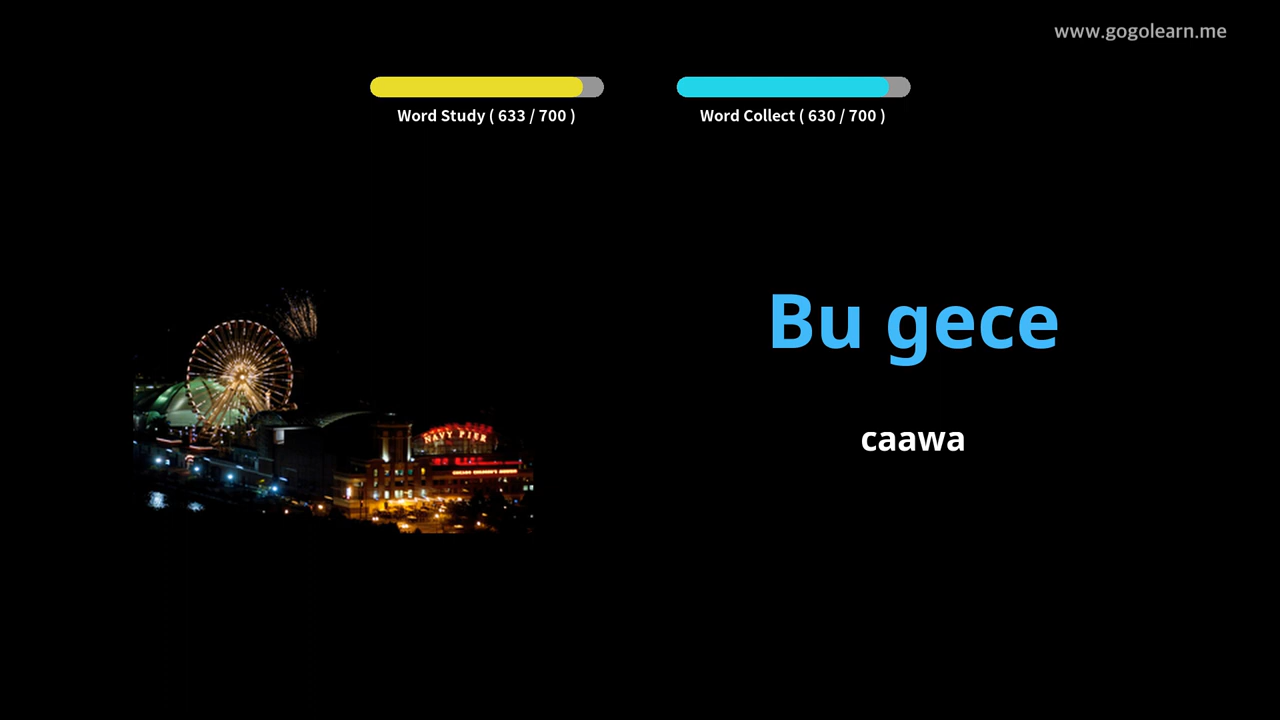 www.gogolearn.me
Word Study ( 633 / 700 )
Word Collect ( 630 / 700 )
Bu gece
caawa
NAVY PIER